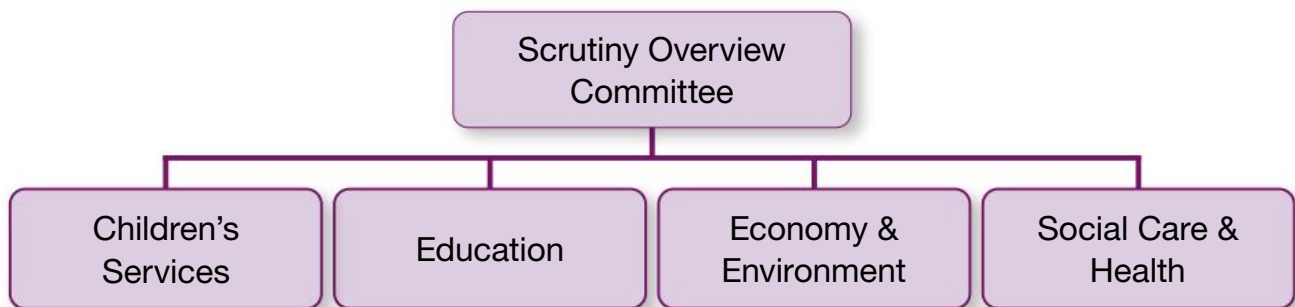 Scrutiny Overview
Committee
Children’s
Services
Education
Economy &
Environment
Social Care &
Health